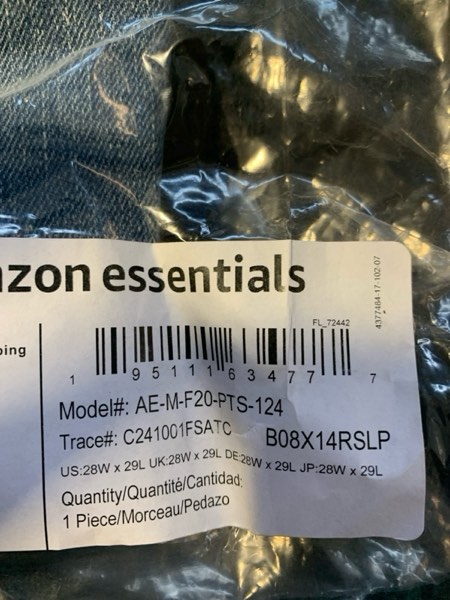 zon essentials
4377484-17-102-07
FL_72442
ping
1 95111 63477 7
Model#: AE-M-F20-PTS-124
Trace#: C241001FSATC B08X14RSLP
US:28W x 29L UK:28W x 29L DE:28W x 29L JP:28W x 29L
Quantity/Quantité/Cantidad:
1 Piece/Morceau/Pedazo